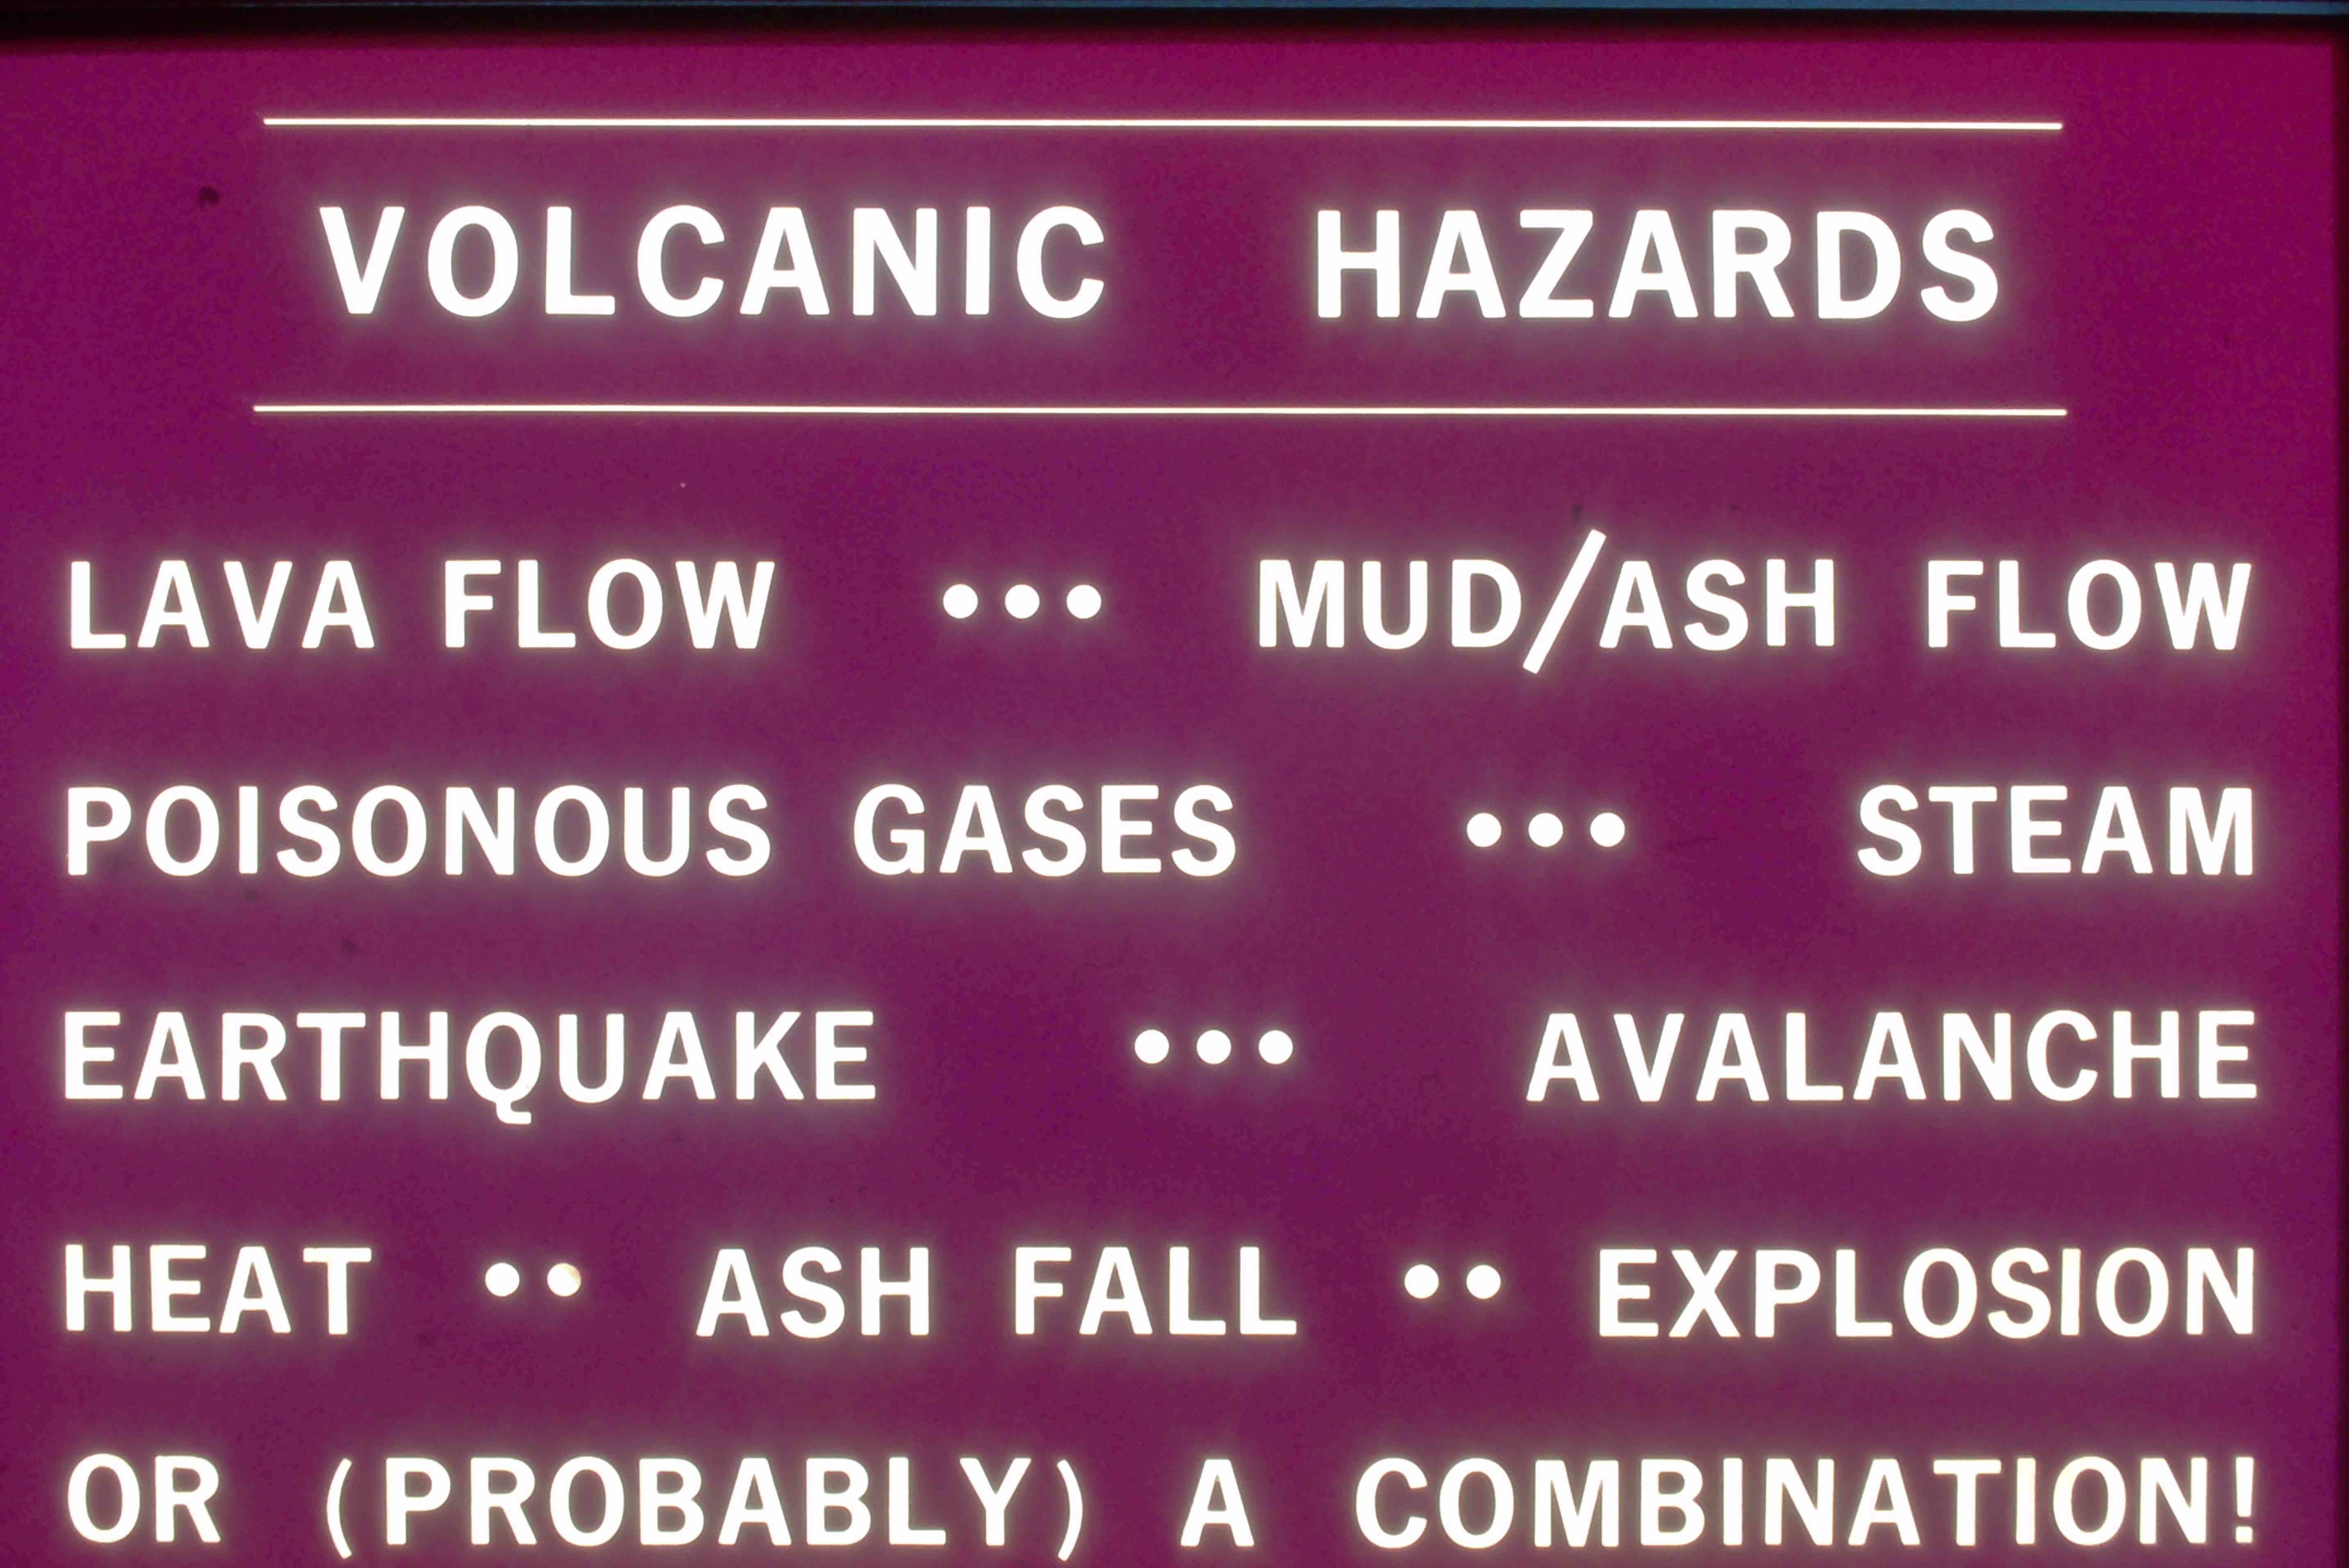 VOLCANIC HAZARDS
LAVA FLOW ••• MUD/ASH FLOW
POISONOUS GASES ••• STEAM
EARTHQUAKE ••• AVALANCHE
HEAT •• ASH FALL •• EXPLOSION
OR (PROBABLY) A COMBINATION!